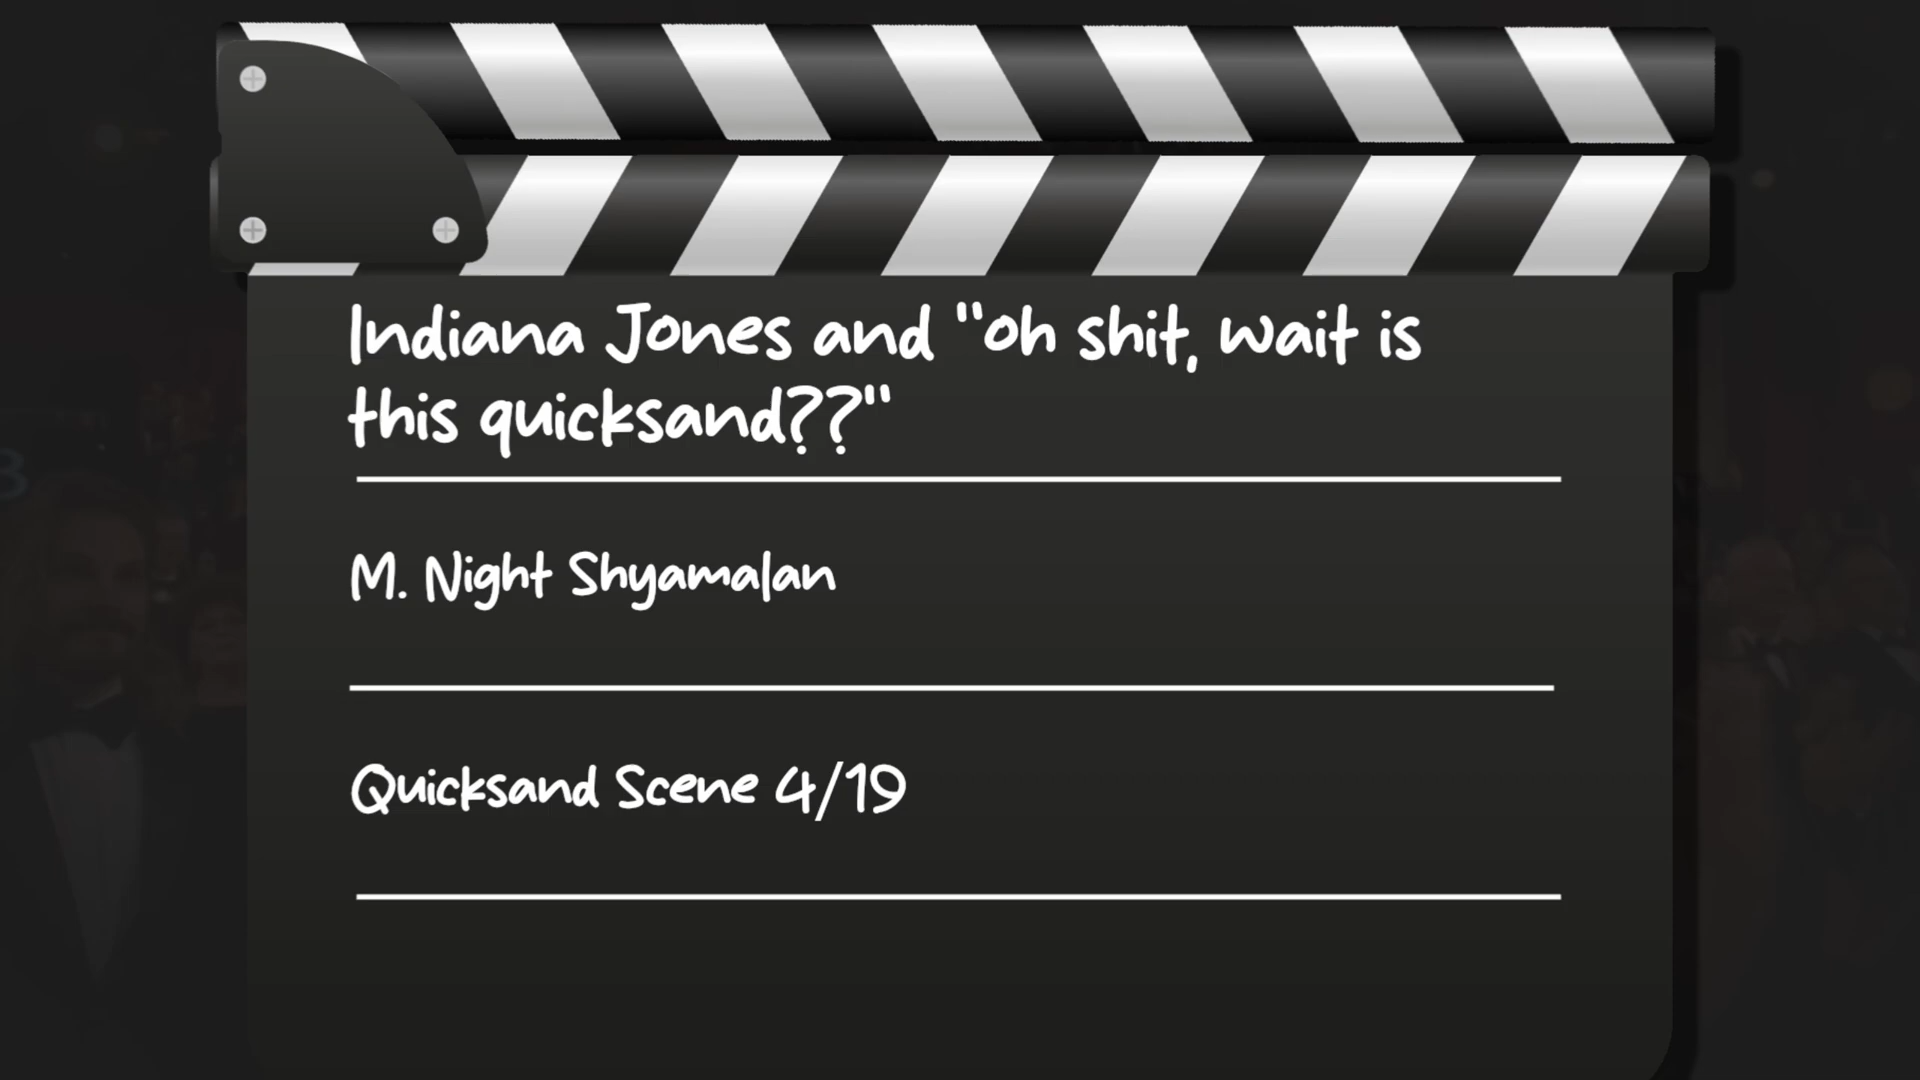 Indiana Jones and "oh shit, wait is
this quicksand??"
M. Night Shyamalan
Quicksand Scene 4/19